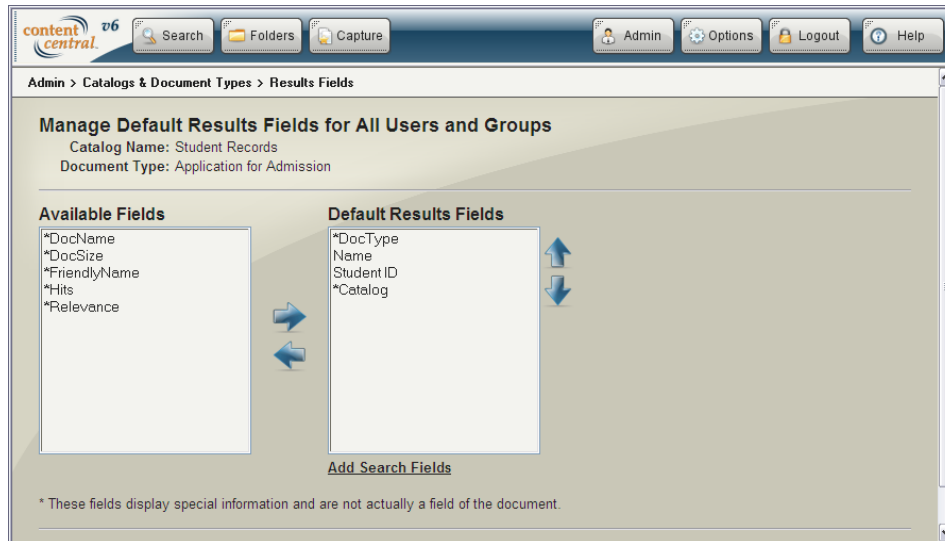 content central. v6 Search Folders Capture Admin Options Logout Help
Admin > Catalogs & Document Types > Results Fields
Manage Default Results Fields for All Users and Groups
Catalog Name: Student Records
Document Type: Application for Admission
Available Fields
*DocName
*DocSize
*FriendlyName
*Hits
*Relevance
Default Results Fields
*DocType
Name
Student ID
*Catalog
Add Search Fields
* These fields display special information and are not actually a field of the document.